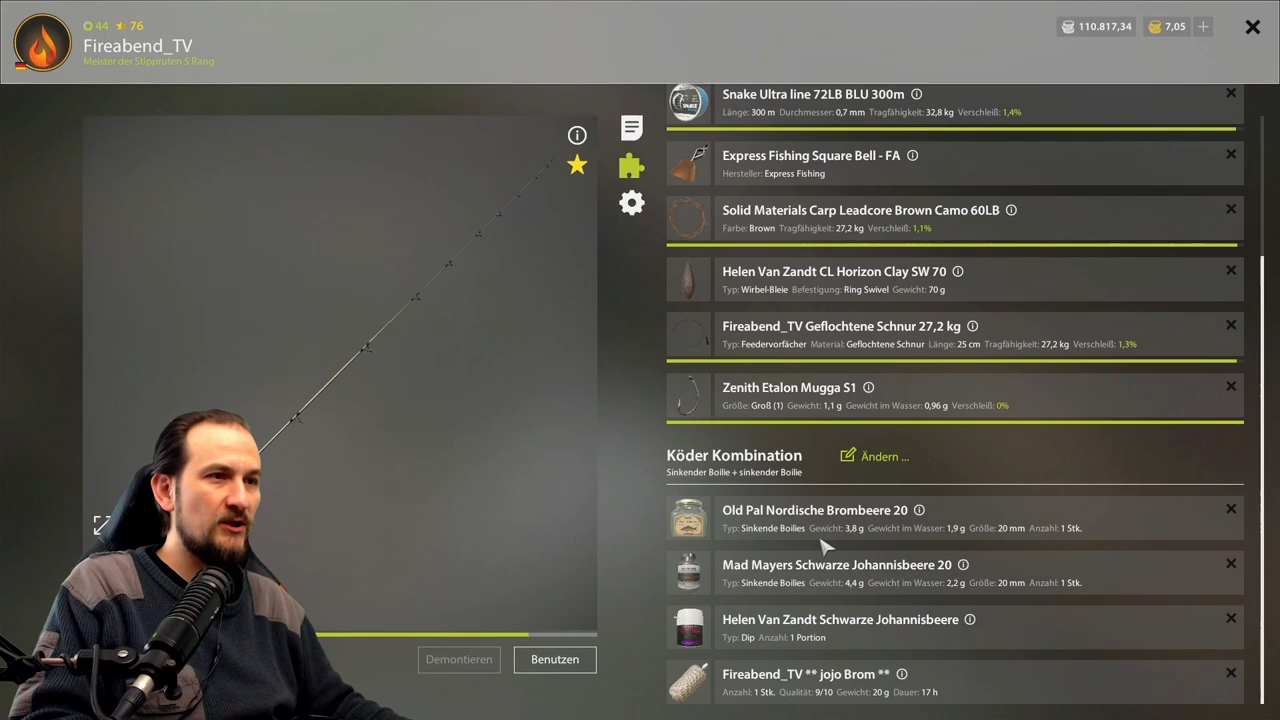 44 76
Fireabend_TV
Meister der Stippruten 5 Rang
110.817,34 7,05 +
Snake Ultra line 72LB BLU 300m
Länge: 300 m Durchmesser: 0,7 mm Tragfähigkeit: 32,8 kg Verschleiß: 1,4%
Express Fishing Square Bell - FA
Hersteller: Express Fishing
Solid Materials Carp Leadcore Brown Camo 60LB
Farbe: Brown Tragfähigkeit: 27,2 kg Verschleiß: 1,1%
Helen Van Zandt CL Horizon Clay SW 70
Typ: Wirbel-Bleie Befestigung: Ring Swivel Gewicht: 70 g
Fireabend_TV Geflochtene Schnur 27,2 kg
Typ: Feedervorfächer Material: Geflochtene Schnur Länge: 25 cm Tragfähigkeit: 27,2 kg Verschleiß: 1,3%
Zenith Etalon Mugga S1
Größe: Groß (1) Gewicht: 1,1 g Gewicht im Wasser: 0,96 g Verschleiß: 0%
Köder Kombination Ändern ...
Sinkender Boilie + sinkender Boilie
Old Pal Nordische Brombeere 20
Typ: Sinkende Boilies Gewicht: 3,8 g Gewicht im Wasser: 1,9 g Größe: 20 mm Anzahl: 1 Stk.
Mad Mayers Schwarze Johannisbeere 20
Typ: Sinkende Boilies Gewicht: 4,4 g Gewicht im Wasser: 2,2 g Größe: 20 mm Anzahl: 1 Stk.
Helen Van Zandt Schwarze Johannisbeere
Typ: Dip Anzahl: 1 Portion
Fireabend_TV ** jojo Brom **
Anzahl: 1 Stk. Qualität: 9/10 Gewicht: 20 g Dauer: 17 h
Demontieren Benutzen